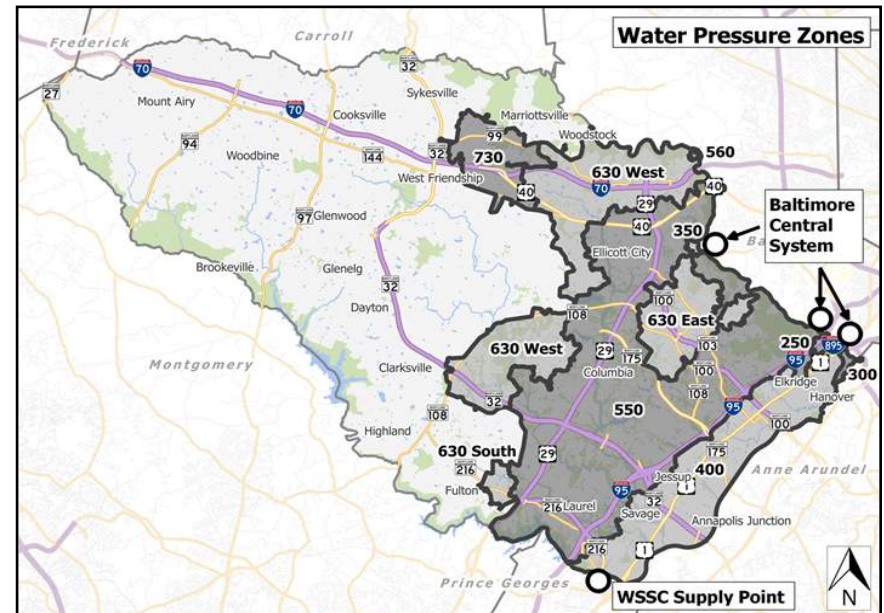 Water Pressure Zones
Frederick
Carroll
70
32
27
Sykesville
Mount Airy
Marriottsville
70
Cooksville
99
Woodstock
94
560
730
Woodbine
144
32
630 West
West Friendship
70
40
40
29
Baltimore
Central
System
97
Glenwood
40
350
Ellicott City
Brookeville
Glenelg
32
100
Dayton
108
630 East
630 West
29
103
250
95
895
175
1
300
Montgomery
Clarksville
Columbia
100
Elkridge
Hanover
32
108
550
95
108
100
Highland
630 South
175
29
400
Anne Arundel
216
Jessup
1
Fulton
95
32
216
Laurel
Savage
Annapolis Junction
216
1
Prince Georges
WSSC Supply Point
N